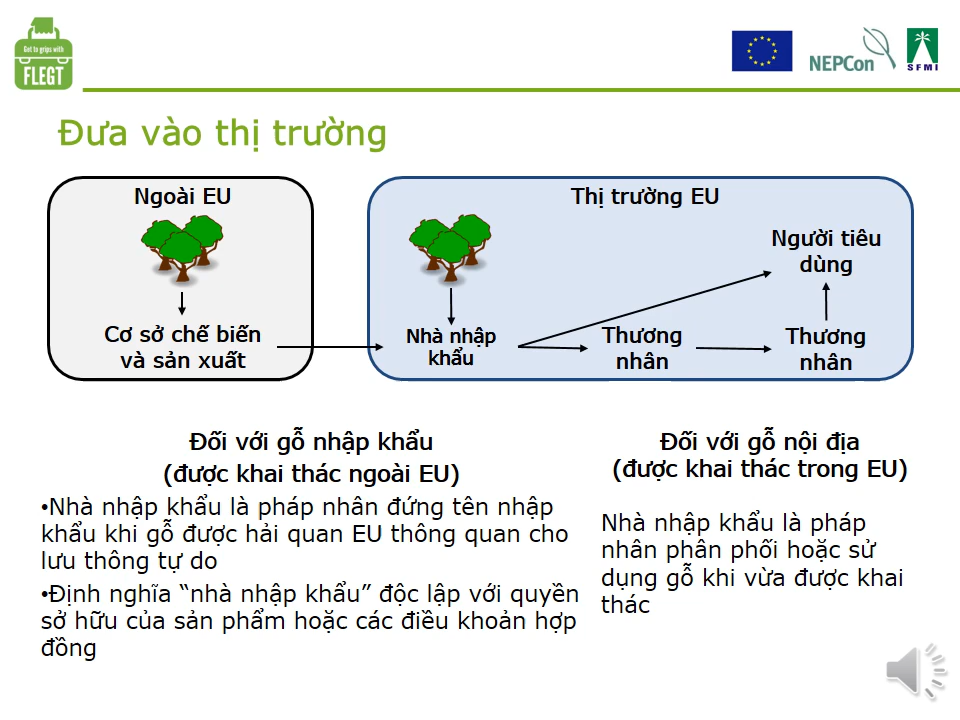 Get to grips with
FLEGT
NEPCon
SFMI
Đưa vào thị trường
Ngoài EU
Cơ sở chế biến
và sản xuất
Thị trường EU
Nhà nhập
khẩu
Thương
nhân
Thương
nhân
Người tiêu
dùng
Đối với gỗ nhập khẩu
(được khai thác ngoài EU)
•Nhà nhập khẩu là pháp nhân đứng tên nhập
khẩu khi gỗ được hải quan EU thông quan cho
lưu thông tự do
•Định nghĩa “nhà nhập khẩu” độc lập với quyền
sở hữu của sản phẩm hoặc các điều khoản hợp
đồng
Đối với gỗ nội địa
(được khai thác trong EU)
Nhà nhập khẩu là pháp
nhân phân phối hoặc sử
dụng gỗ khi vừa được khai
thác